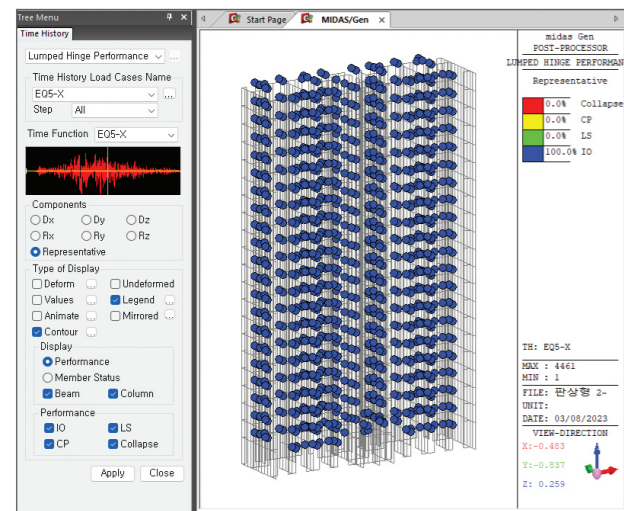 Tree Menu
Time History
Lumped Hinge Performance ...
Time History Load Cases Name
EQ5-X ...
Step All
Time Function EQ5-X
Components
Dx Dy Dz
Rx Ry Rz
Representative
Type of Display
Deform ... Undeformed
Values ... Legend ...
Animate ... Mirrored ...
Contour ...
Display
Performance
Member Status
Beam Column
Performance
IO LS
CP Collapse
Apply Close
Start Page MIDAS/Gen
midas Gen
POST-PROCESSOR
LUMPED HINGE PERFORMAN
Representative
0.0% Collapse
0.0% CP
0.0% LS
100.0% IO
TH: EQ5-X
MAX : 4461
MIN : 1
FILE: 판상형 2-
UNIT:
DATE: 03/08/2023
VIEW-DIRECTION
X:-0.483
Y:-0.837
Z: 0.259